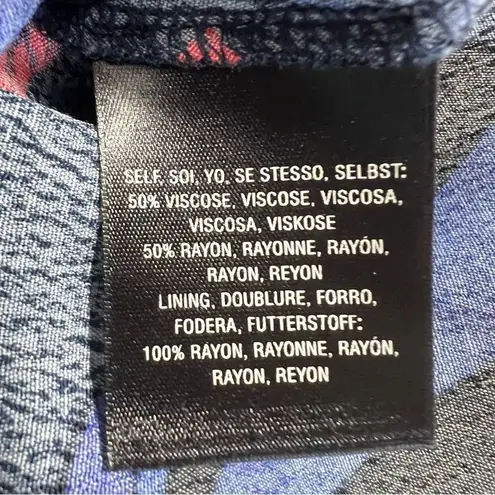 SELF, SOI, YO, SE STESSO, SELBST:
50% VISCOSE, VISCOSE, VISCOSA,
VISCOSA, VISKOSE
50% RAYON, RAYONNE, RAYÓN,
RAYON, REYON
LINING, DOUBLURE, FORRO,
FODERA, FUTTERSTOFF:
100% RAYON, RAYONNE, RAYÓN,
RAYON, REYON